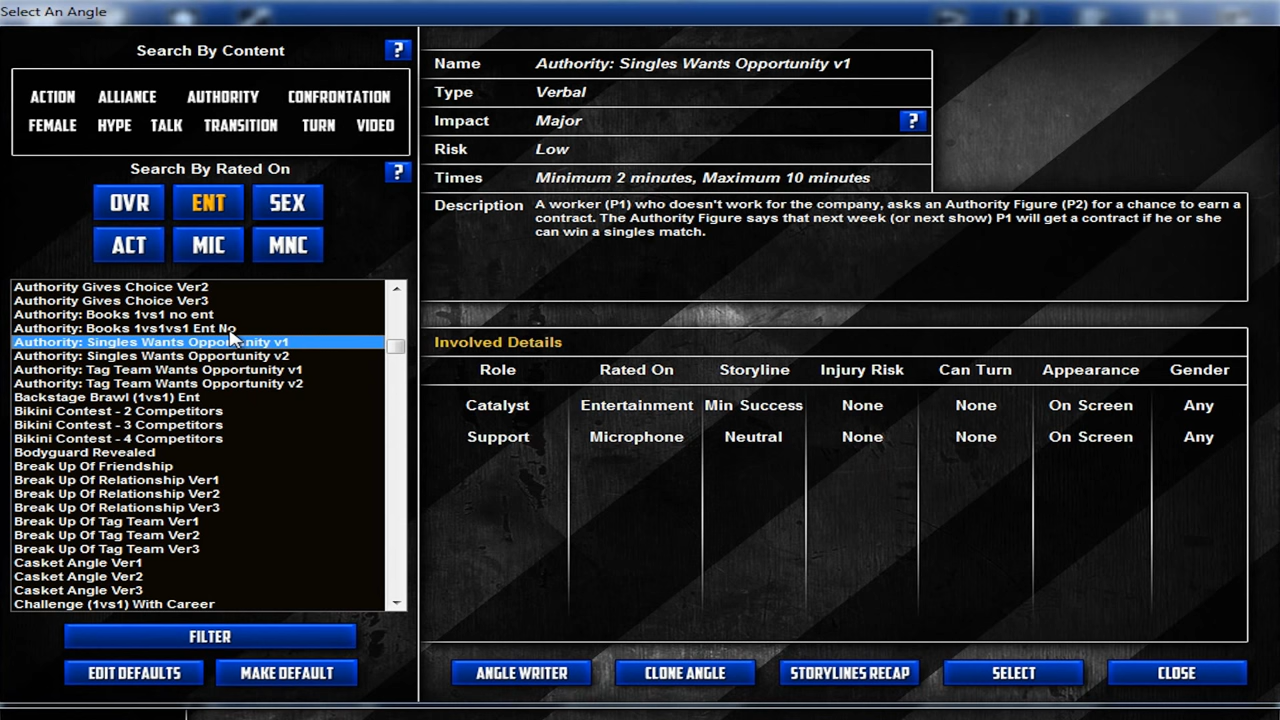 Select An Angle
Search By Content
?
ACTION ALLIANCE AUTHORITY CONFRONTATION
FEMALE HYPE TALK TRANSITION TURN VIDEO
Search By Rated On
?
OVR ENT SEX
ACT MIC MNC
Authority Gives Choice Ver2
Authority Gives Choice Ver3
Authority: Books 1vs1 no ent
Authority: Books 1vs1vs1 Ent No
Authority: Singles Wants Opportunity v1
Authority: Singles Wants Opportunity v2
Authority: Tag Team Wants Opportunity v1
Authority: Tag Team Wants Opportunity v2
Backstage Brawl (1vs1) Ent
Bikini Contest - 2 Competitors
Bikini Contest - 3 Competitors
Bikini Contest - 4 Competitors
Bodyguard Revealed
Break Up Of Friendship
Break Up Of Relationship Ver1
Break Up Of Relationship Ver2
Break Up Of Relationship Ver3
Break Up Of Tag Team Ver1
Break Up Of Tag Team Ver2
Break Up Of Tag Team Ver3
Casket Angle Ver1
Casket Angle Ver2
Casket Angle Ver3
Challenge (1vs1) With Career
FILTER
EDIT DEFAULTS MAKE DEFAULT
Name Authority: Singles Wants Opportunity v1
Type Verbal
Impact Major ?
Risk Low
Times Minimum 2 minutes, Maximum 10 minutes
Description A worker (P1) who doesn't work for the company, asks an Authority Figure (P2) for a chance to earn a
contract. The Authority Figure says that next week (or next show) P1 will get a contract if he or she
can win a singles match.
Involved Details
Role Rated On Storyline Injury Risk Can Turn Appearance Gender
Catalyst Entertainment Min Success None None On Screen Any
Support Microphone Neutral None None On Screen Any
ANGLE WRITER CLONE ANGLE STORYLINES RECAP SELECT CLOSE